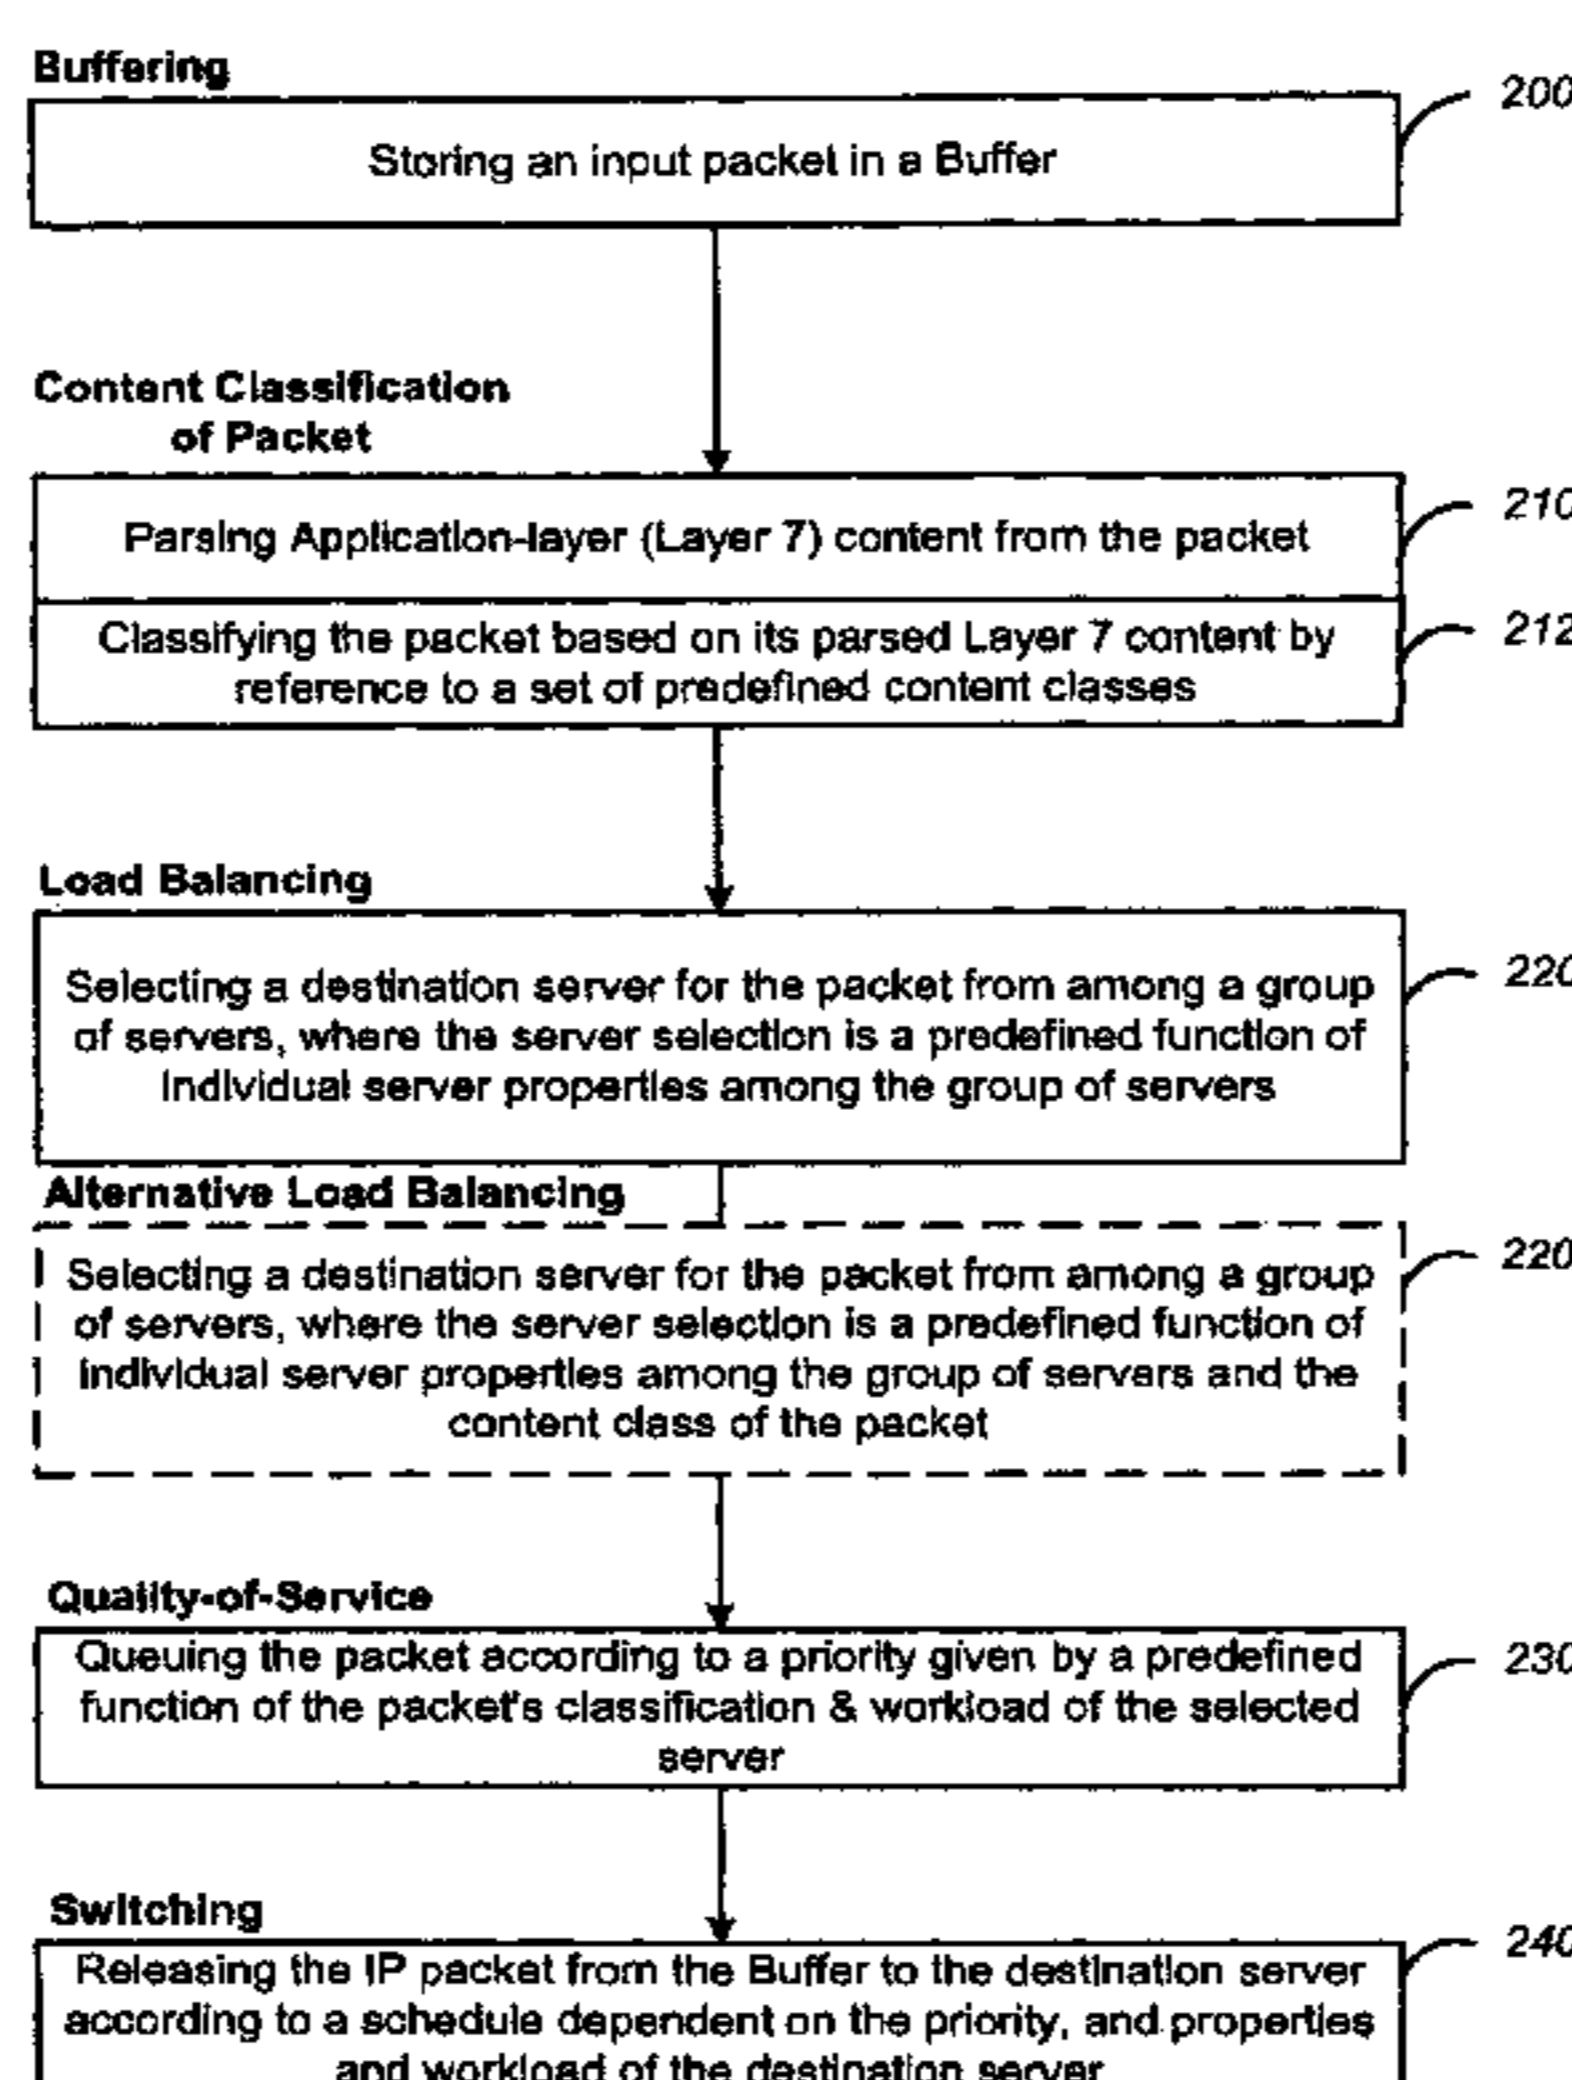 Buffering
200
Storing an input packet in a Buffer
Content Classification
of Packet
210
Parsing Application-layer (Layer 7) content from the packet
212
Classifying the packet based on its parsed Layer 7 content by
reference to a set of predefined content classes
Load Balancing
220
Selecting a destination server for the packet from among a group
of servers, where the server selection is a predefined function of
individual server properties among the group of servers
Alternative Load Balancing
220
Selecting a destination server for the packet from among a group
of servers, where the server selection is a predefined function of
individual server properties among the group of servers and the
content class of the packet
Quality-of-Service
230
Queuing the packet according to a priority given by a predefined
function of the packet's classification & workload of the selected
server
Switching
240
Releasing the IP packet from the Buffer to the destination server
according to a schedule dependent on the priority, and properties
and workload of the destination server